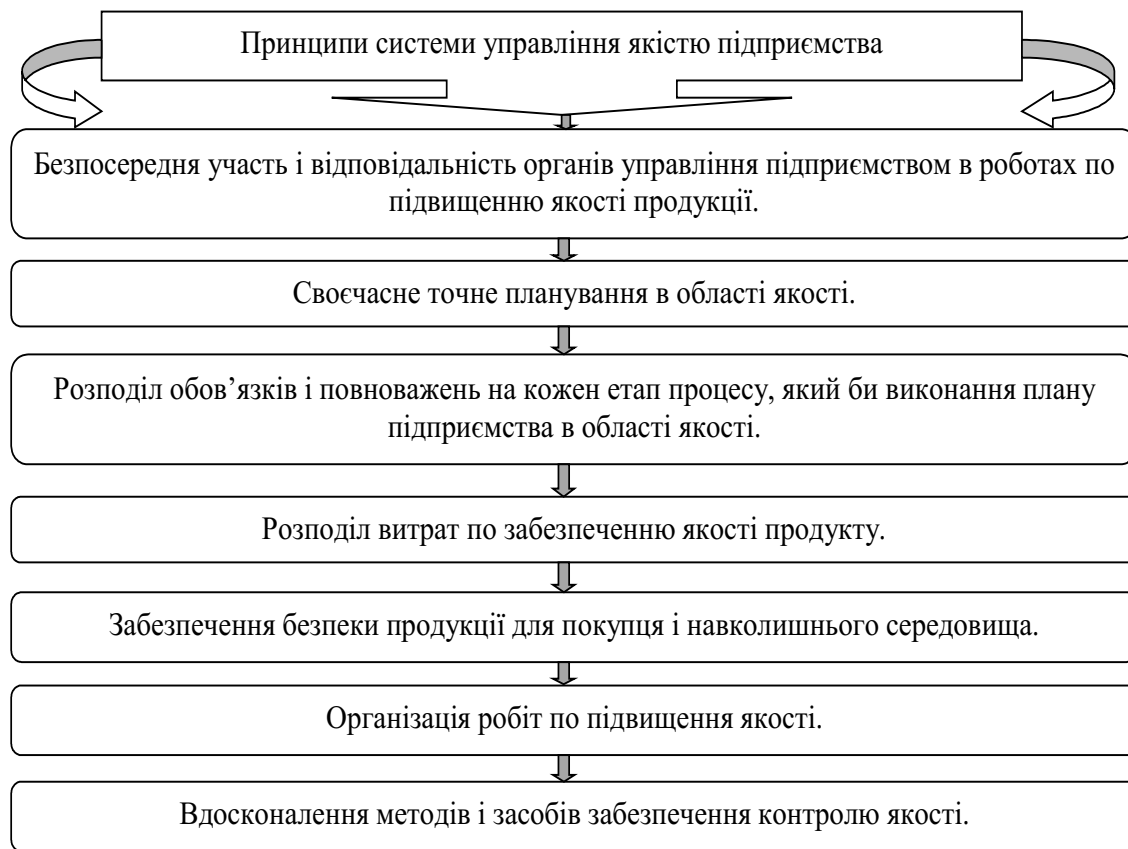 Принципи системи управління якістю підприємства
Безпосередня участь і відповідальність органів управління підприємством в роботах по
підвищенню якості продукції.
Своєчасне точне планування в області якості.
Розподіл обов’язків і повноважень на кожен етап процесу, який би виконання плану
підприємства в області якості.
Розподіл витрат по забезпеченню якості продукту.
Забезпечення безпеки продукції для покупця і навколишнього середовища.
Організація робіт по підвищення якості.
Вдосконалення методів і засобів забезпечення контролю якості.